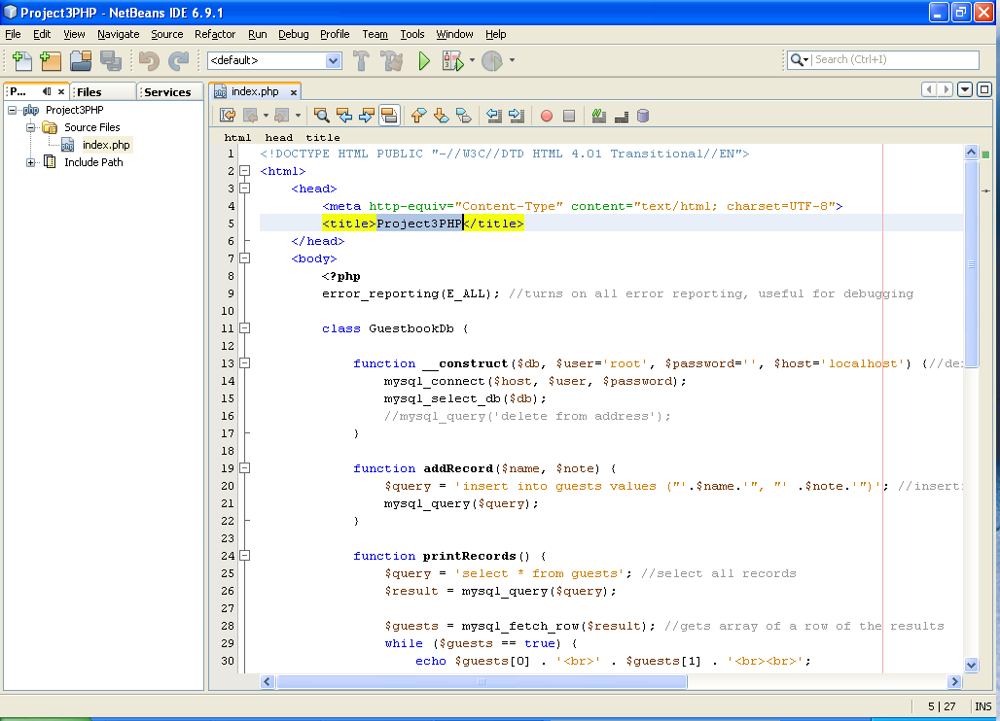 Project3PHP - NetBeans IDE 6.9.1
File Edit View Navigate Source Refactor Run Debug Profile Team Tools Window Help
<default>
Search (Ctrl+I)
P... Files Services
index.php
Project3PHP
Source Files
index.php
Include Path
html head title
1 <!DOCTYPE HTML PUBLIC "-//W3C//DTD HTML 4.01 Transitional//EN">
2 <html>
3 <head>
4 <meta http-equiv="Content-Type" content="text/html; charset=UTF-8">
5 <title>Project3PHP</title>
6 </head>
7 <body>
8 <?php
9 error_reporting(E_ALL); //turns on all error reporting, useful for debugging
10
11 class GuestbookDb {
12
13 function __construct($db, $user='root', $password='', $host='localhost') {//de
14 mysql_connect($host, $user, $password);
15 mysql_select_db($db);
16 //mysql_query('delete from address');
17 }
18
19 function addRecord($name, $note) {
20 $query = 'insert into guests values ("'.$name.'", "' .$note.'")'; //insert
21 mysql_query($query);
22 }
23
24 function printRecords() {
25 $query = 'select * from guests'; //select all records
26 $result = mysql_query($query);
27
28 $guests = mysql_fetch_row($result); //gets array of a row of the results
29 while ($guests == true) {
30 echo $guests[0] . '<br>' . $guests[1] . '<br><br>';
5 | 27 INS